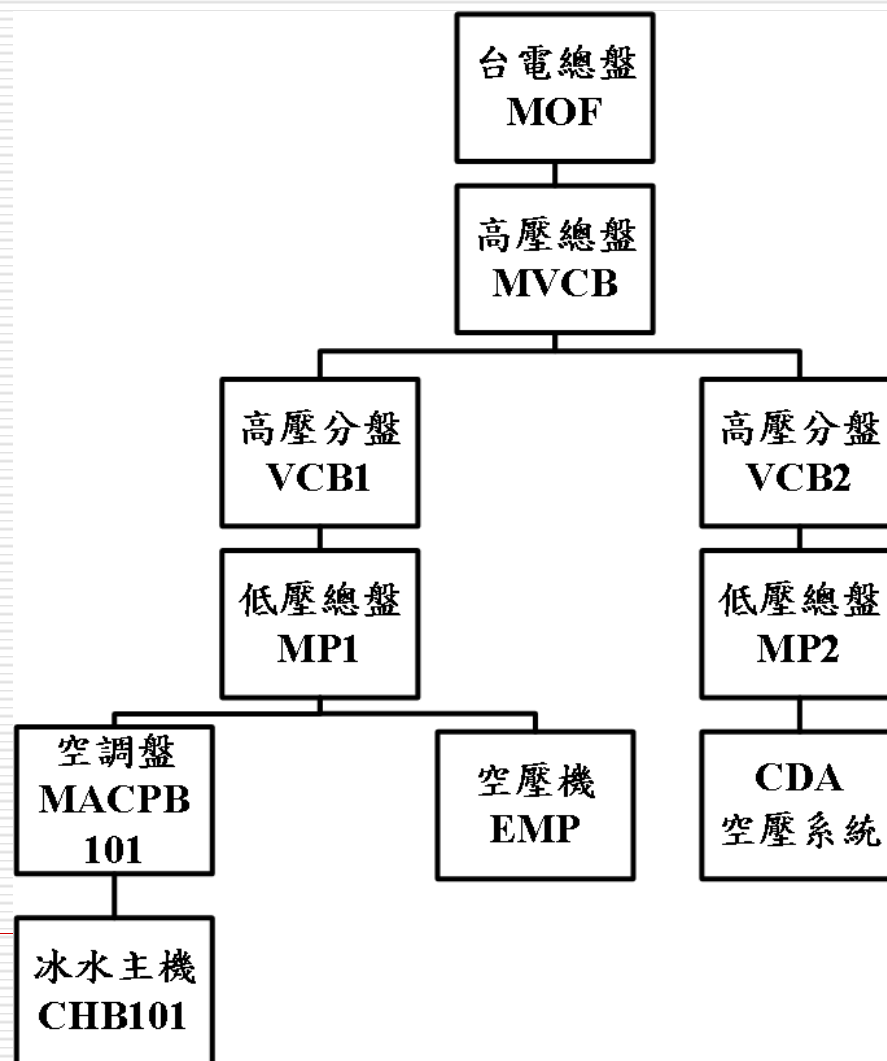 台電總盤
MOF
高壓總盤
MVCB
高壓分盤
VCB1
高壓分盤
VCB2
低壓總盤
MP1
低壓總盤
MP2
空調盤
MACPB
101
空壓機
EMP
CDA
空壓系統
冰水主機
CHB101